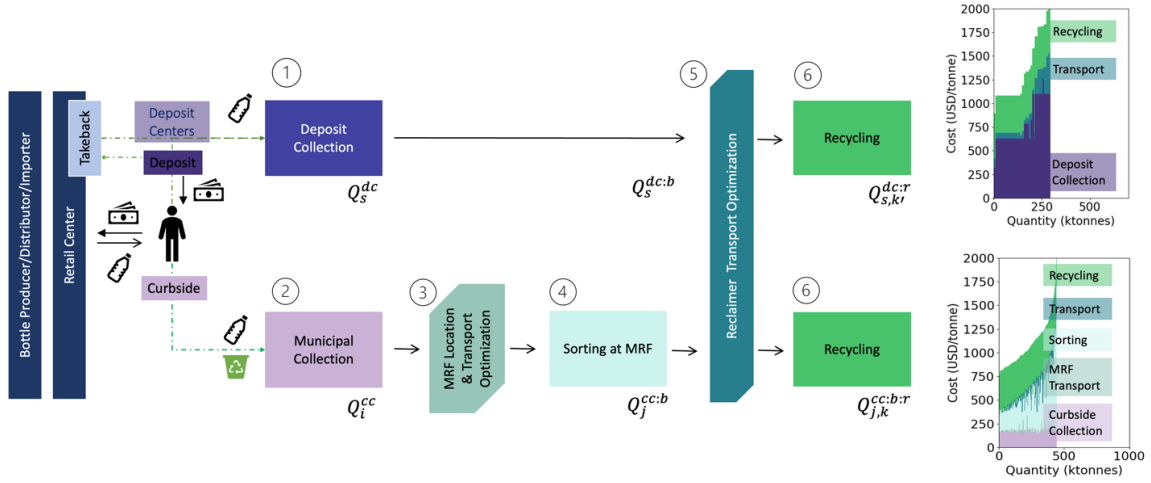 Bottle Producer/Distributor/Importer
Retail Center
Takeback
Deposit
Centers
Deposit
Curbside
1
Deposit
Collection
Q_s^{dc}
Q_s^{dc:b}
5
Reclaimer Transport Optimization
6
Recycling
Q_{s,k'}^{dc:r}
2
Municipal
Collection
Q_i^{cc}
3
MRF Location
& Transport
Optimization
4
Sorting at MRF
Q_j^{cc:b}
6
Recycling
Q_{j,k}^{cc:b:r}
Cost (USD/tonne)
2000
1750
1500
1250
1000
750
500
250
0
Recycling
Transport
Deposit
Collection
0
250
500
Quantity (ktonnes)
Cost (USD/tonne)
2000
1750
1500
1250
1000
750
500
250
0
Recycling
Transport
Sorting
MRF
Transport
Curbside
Collection
0
500
1000
Quantity (ktonnes)